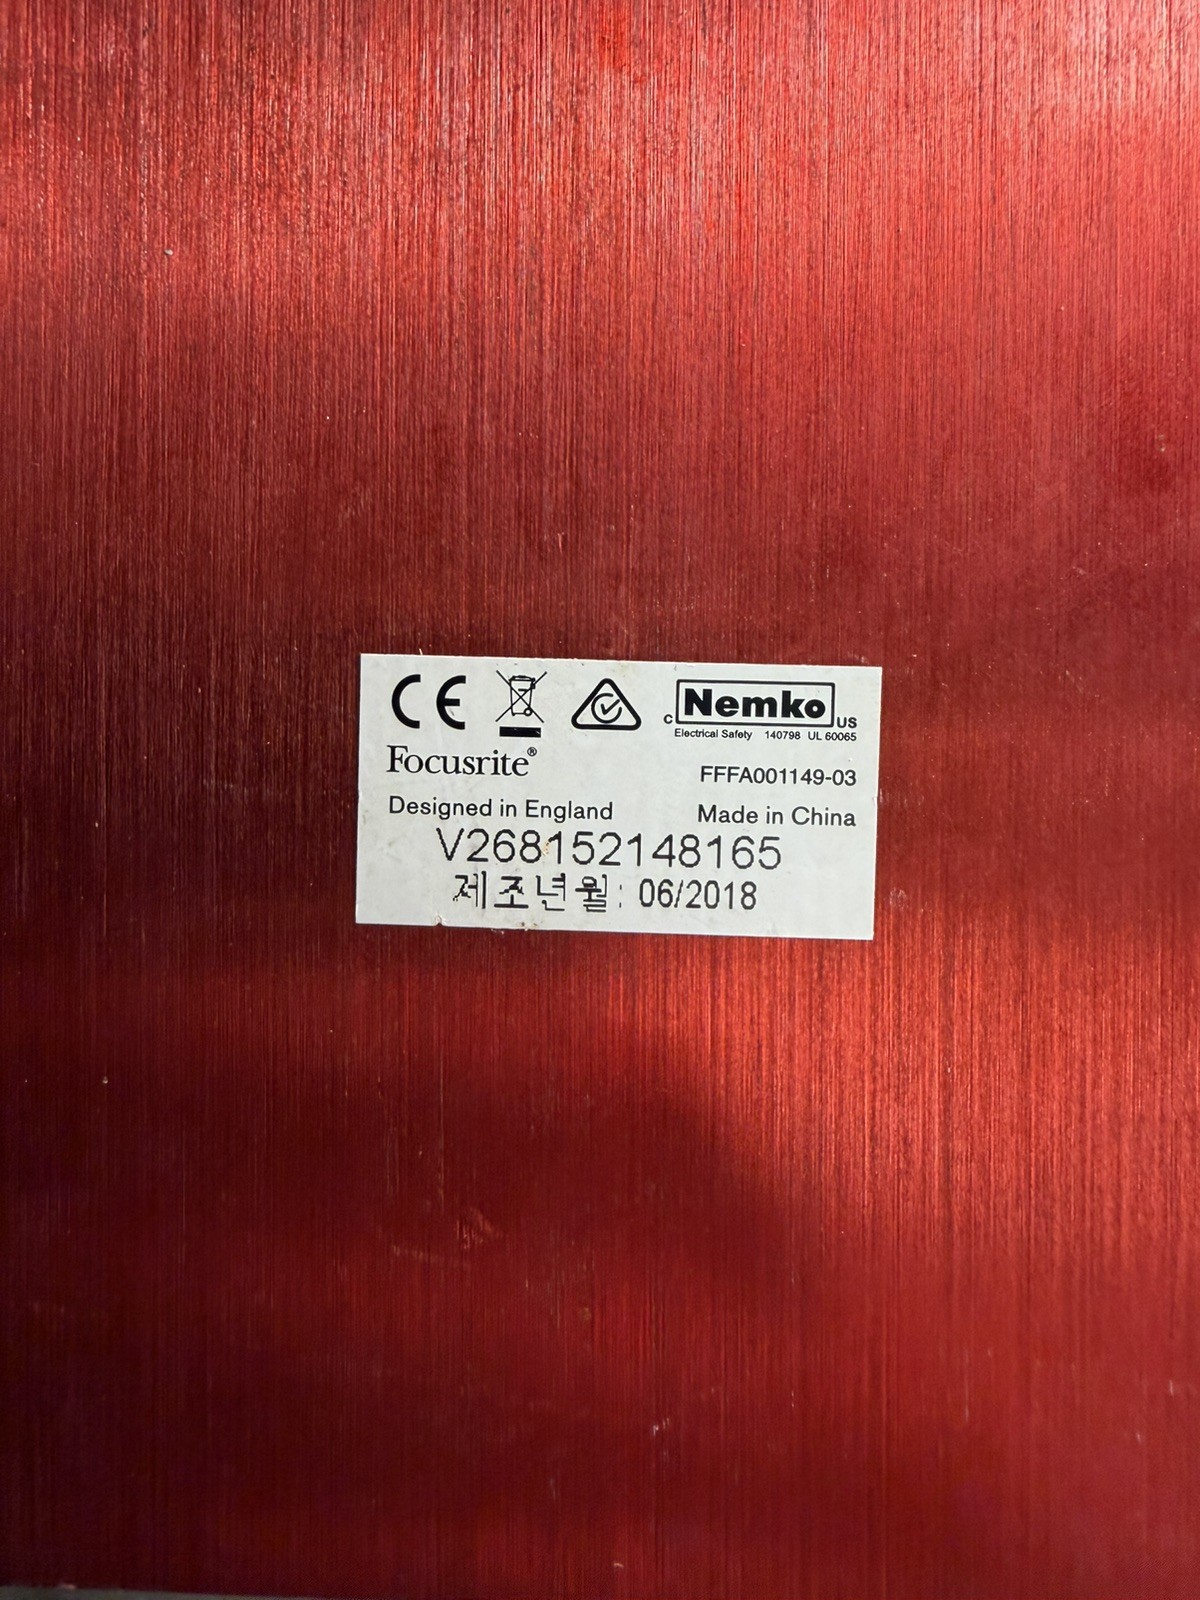 CE
c Nemko us
Electrical Safety 140798 UL 60065
Focusrite®
FFFA001149-03
Designed in England Made in China
V268152148165
제조년월: 06/2018